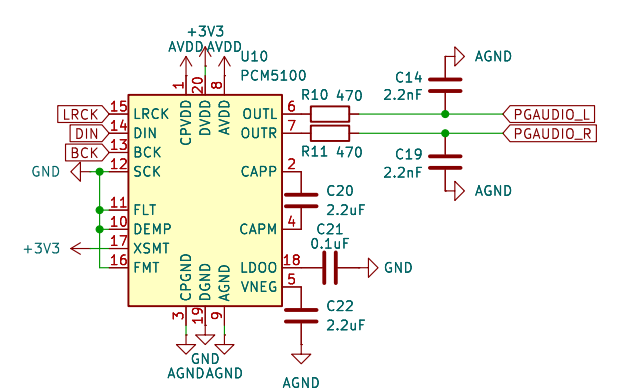 +3V3
AVDD AVDD
U10
PCM5100
1
20
8
CPVDD
DVDD
AVDD
LRCK 15 LRCK
DIN 14 DIN
BCK 13 BCK
GND 12 SCK
11 FLT
10 DEMP
+3V3 17 XSMT
16 FMT
OUTL 6
OUTR 7
CAPP 2
CAPM 4
LDOO 18
VNEG 5
CPGND
DGND
AGND
3
19
9
GND
AGND AGND
R10 470
R11 470
C14
2.2nF
AGND
PGAUDIO_L
PGAUDIO_R
C19
2.2nF
AGND
C20
2.2uF
C21
0.1uF
GND
C22
2.2uF
AGND